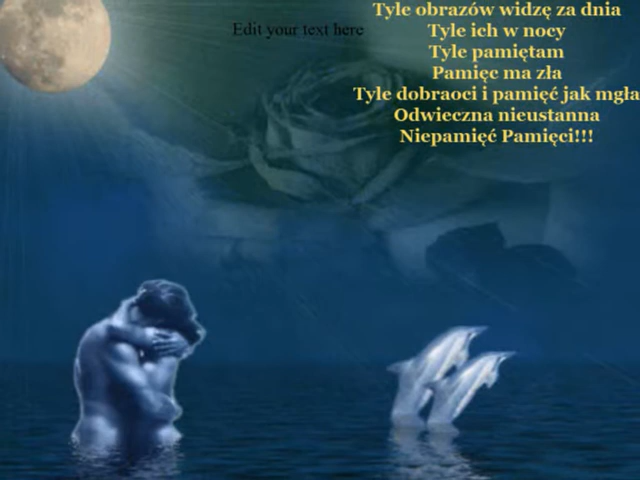 Tyle obrazów widzę za dnia
Edit your text here
Tyle ich w nocy
Tyle pamiętam
Pamięc ma zła
Tyle dobraoci i pamięć jak mgła
Odwieczna nieustanna
Niepamięć Pamięci!!!